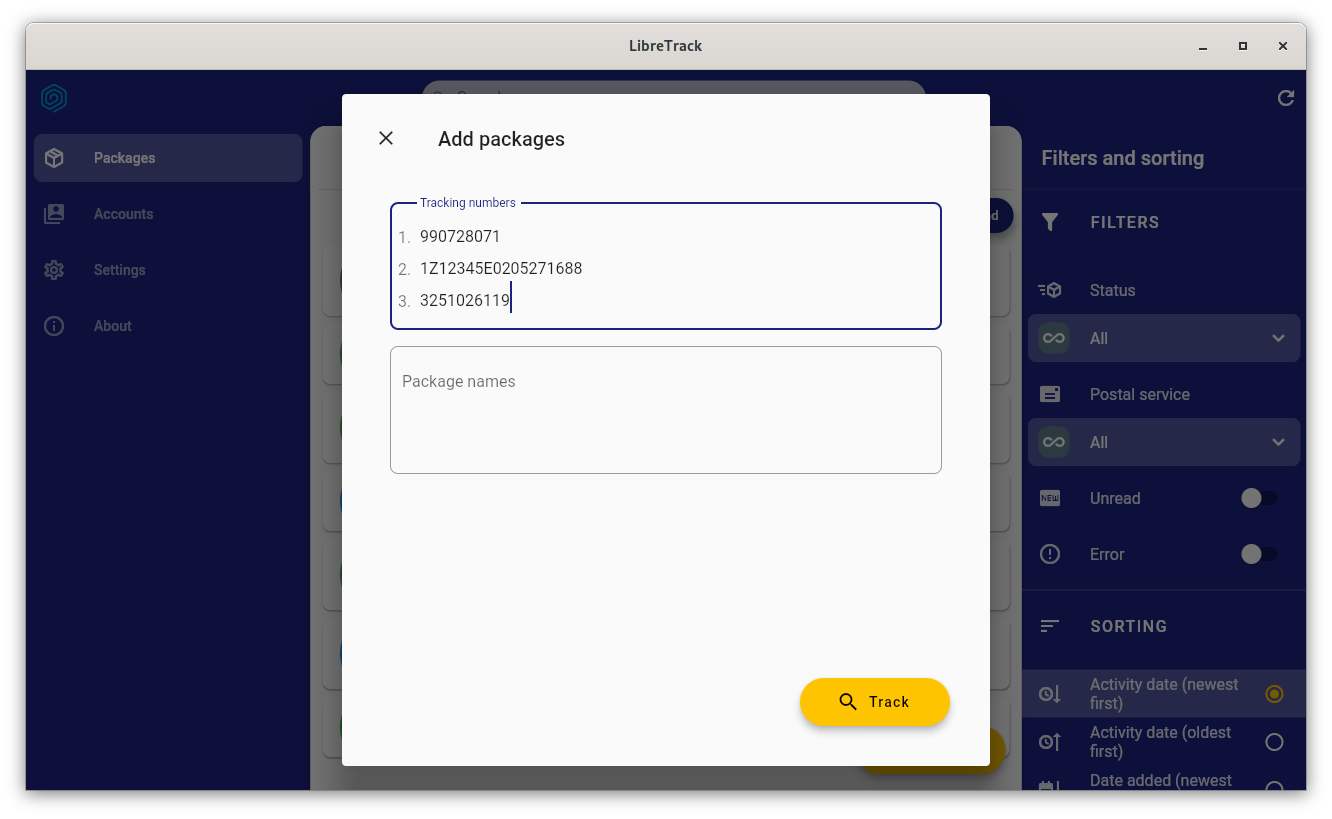 LibreTrack
Packages
Accounts
Settings
About
Add packages
Tracking numbers
1. 990728071
2. 1Z12345E0205271688
3. 3251026119
Package names
Track
Filters and sorting
FILTERS
Status
All
Postal service
All
NEW
Unread
Error
SORTING
Activity date (newest
first)
Activity date (oldest
first)
Date added (newest